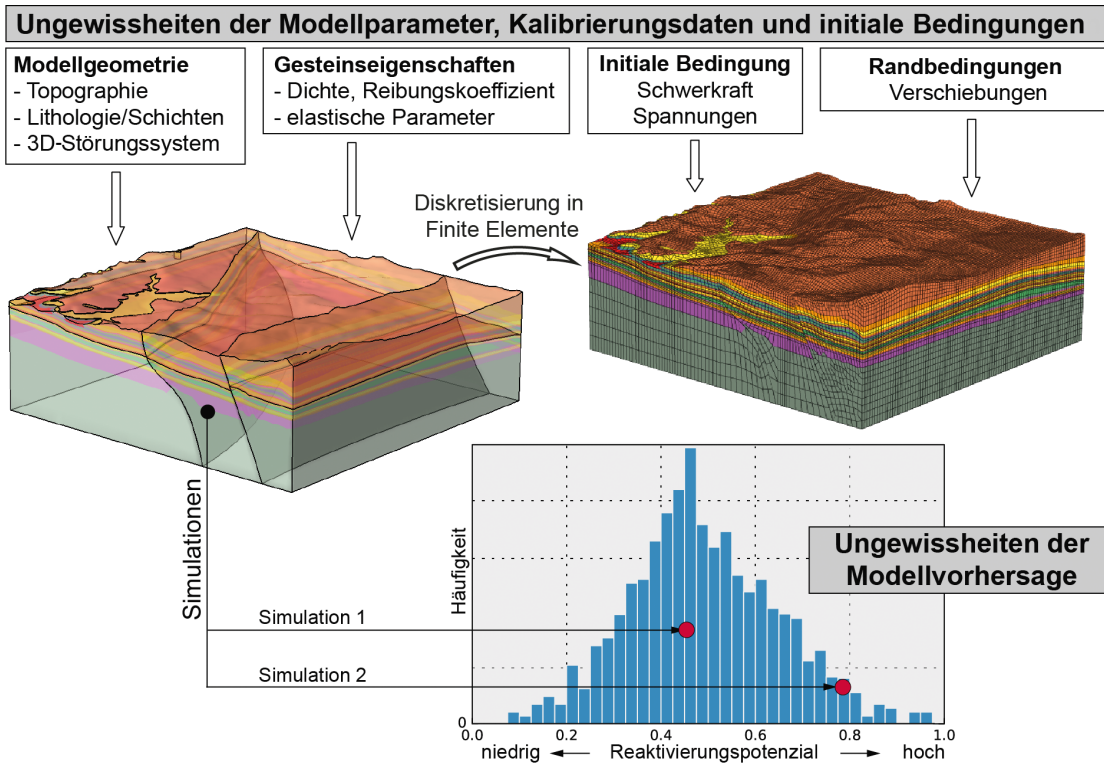 Ungewissheiten der Modellparameter, Kalibrierungsdaten und initiale Bedingungen
Modellgeometrie
- Topographie
- Lithologie/Schichten
- 3D-Störungssystem
Gesteinseigenschaften
- Dichte, Reibungskoeffizient
- elastische Parameter
Initiale Bedingung
Schwerkraft
Spannungen
Randbedingungen
Verschiebungen
Diskretisierung in
Finite Elemente
Simulationen
Simulation 1
Simulation 2
Häufigkeit
Ungewissheiten der
Modellvorhersage
0
0.0 0.2 0.4 0.6 0.8 1.0
niedrig Reaktivierungspotenzial hoch